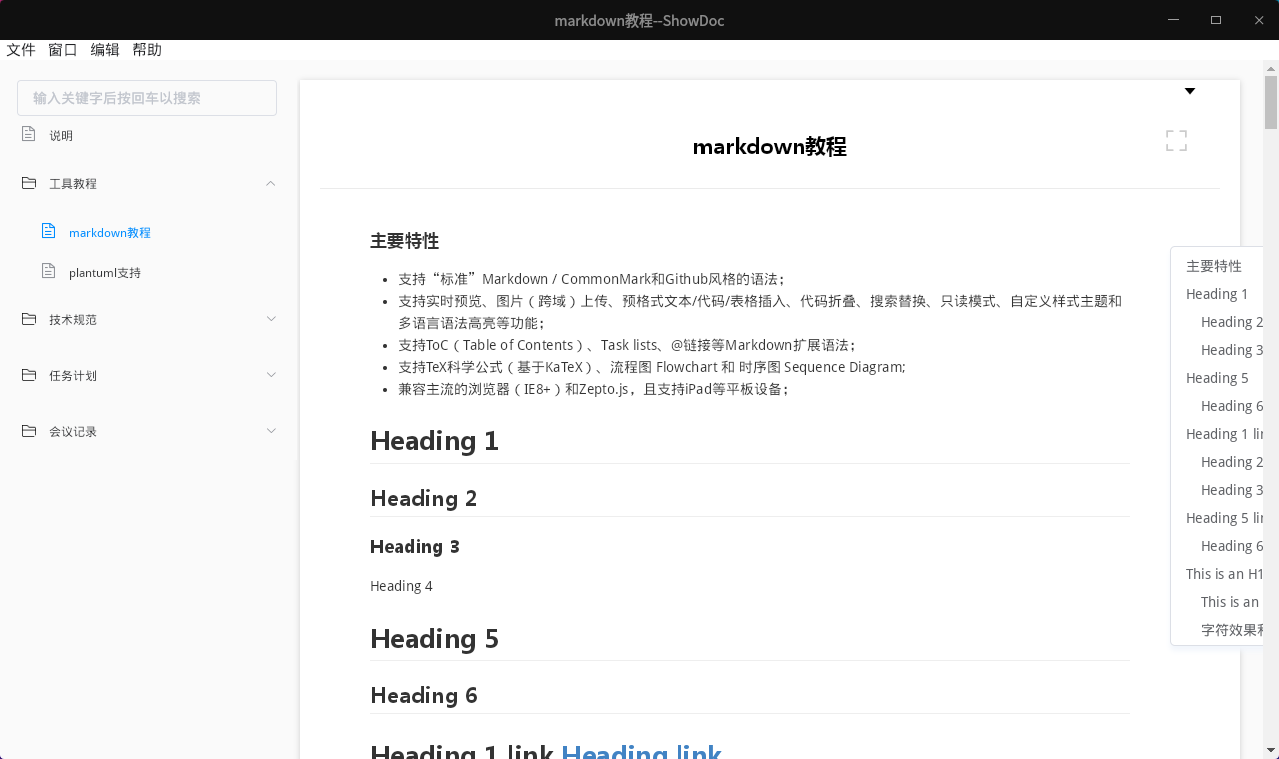 markdown教程--ShowDoc
文件 窗口 编辑 帮助
输入关键字后按回车以搜索
说明
工具教程
markdown教程
plantuml支持
技术规范
任务计划
会议记录
markdown教程
主要特性
支持“标准”Markdown / CommonMark和Github风格的语法；
支持实时预览、图片（跨域）上传、预格式文本/代码/表格插入、代码折叠、搜索替换、只读模式、自定义样式主题和
多语言语法高亮等功能；
支持ToC（Table of Contents）、Task lists、@链接等Markdown扩展语法；
支持TeX科学公式（基于KaTeX）、流程图 Flowchart 和 时序图 Sequence Diagram;
兼容主流的浏览器（IE8+）和Zepto.js，且支持iPad等平板设备；
Heading 1
Heading 2
Heading 3
Heading 4
Heading 5
Heading 6
Heading 1 link Heading link
主要特性
Heading 1
Heading 2
Heading 3
Heading 5
Heading 6
Heading 1 lin
Heading 2
Heading 3
Heading 5 lin
Heading 6
This is an H1
This is an
字符效果和